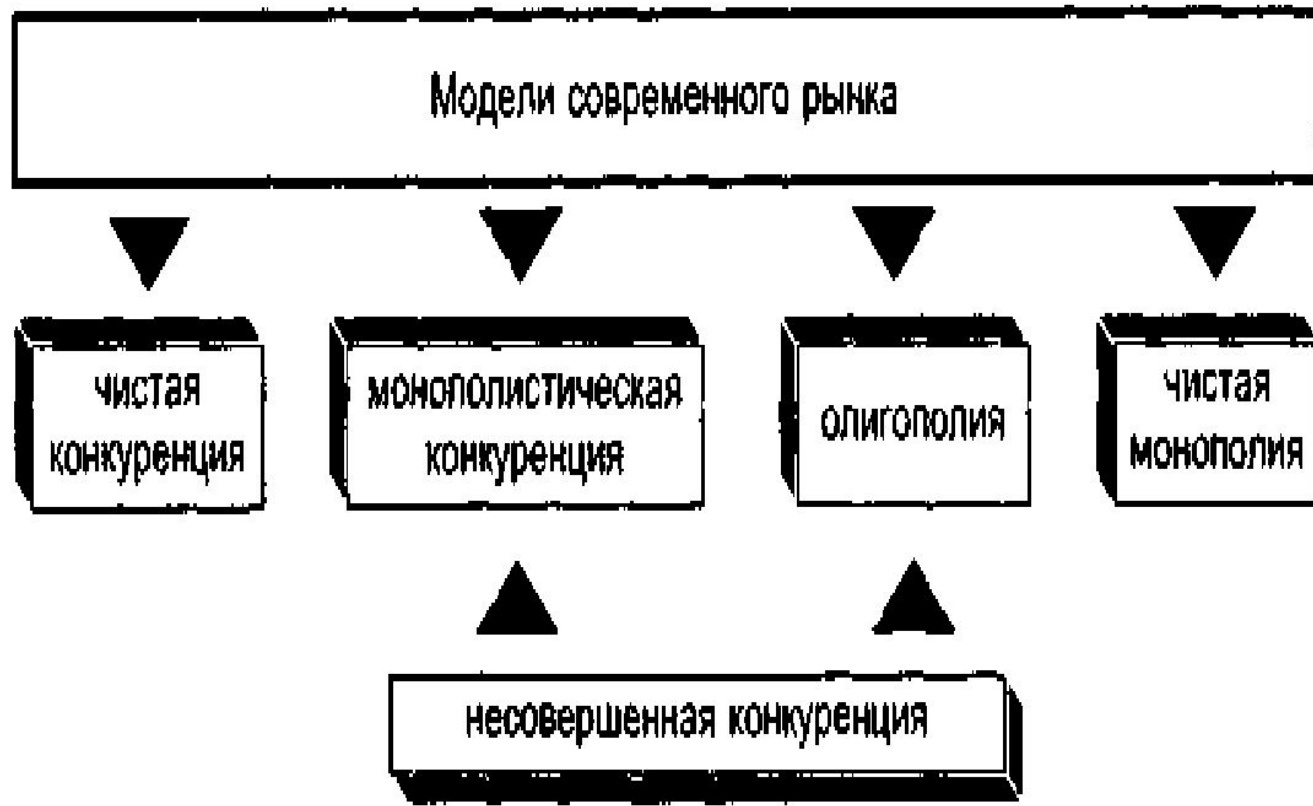 Модели современного рынка
чистая
конкуренция
монополистическая
конкуренция
олигополия
чистая
монополия
несовершенная конкуренция